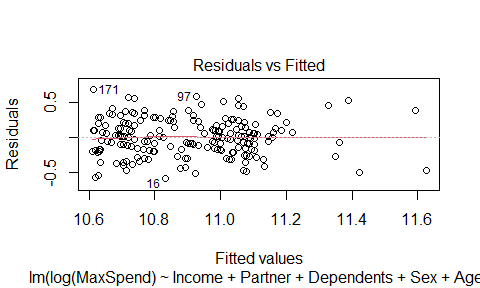 Residuals vs Fitted
Residuals
0.5
-0.5
171
97
16
10.6 10.8 11.0 11.2 11.4 11.6
Fitted values
lm(log(MaxSpend) ~ Income + Partner + Dependents + Sex + Age